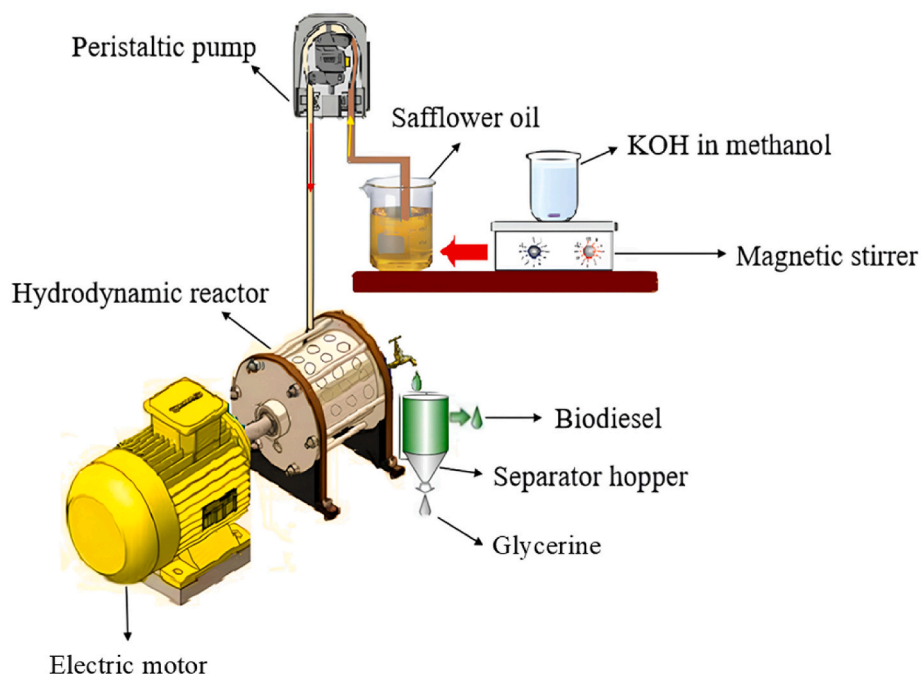 Peristaltic pump
Safflower oil
KOH in methanol
Magnetic stirrer
Hydrodynamic reactor
Biodiesel
Separator hopper
Glycerine
Electric motor